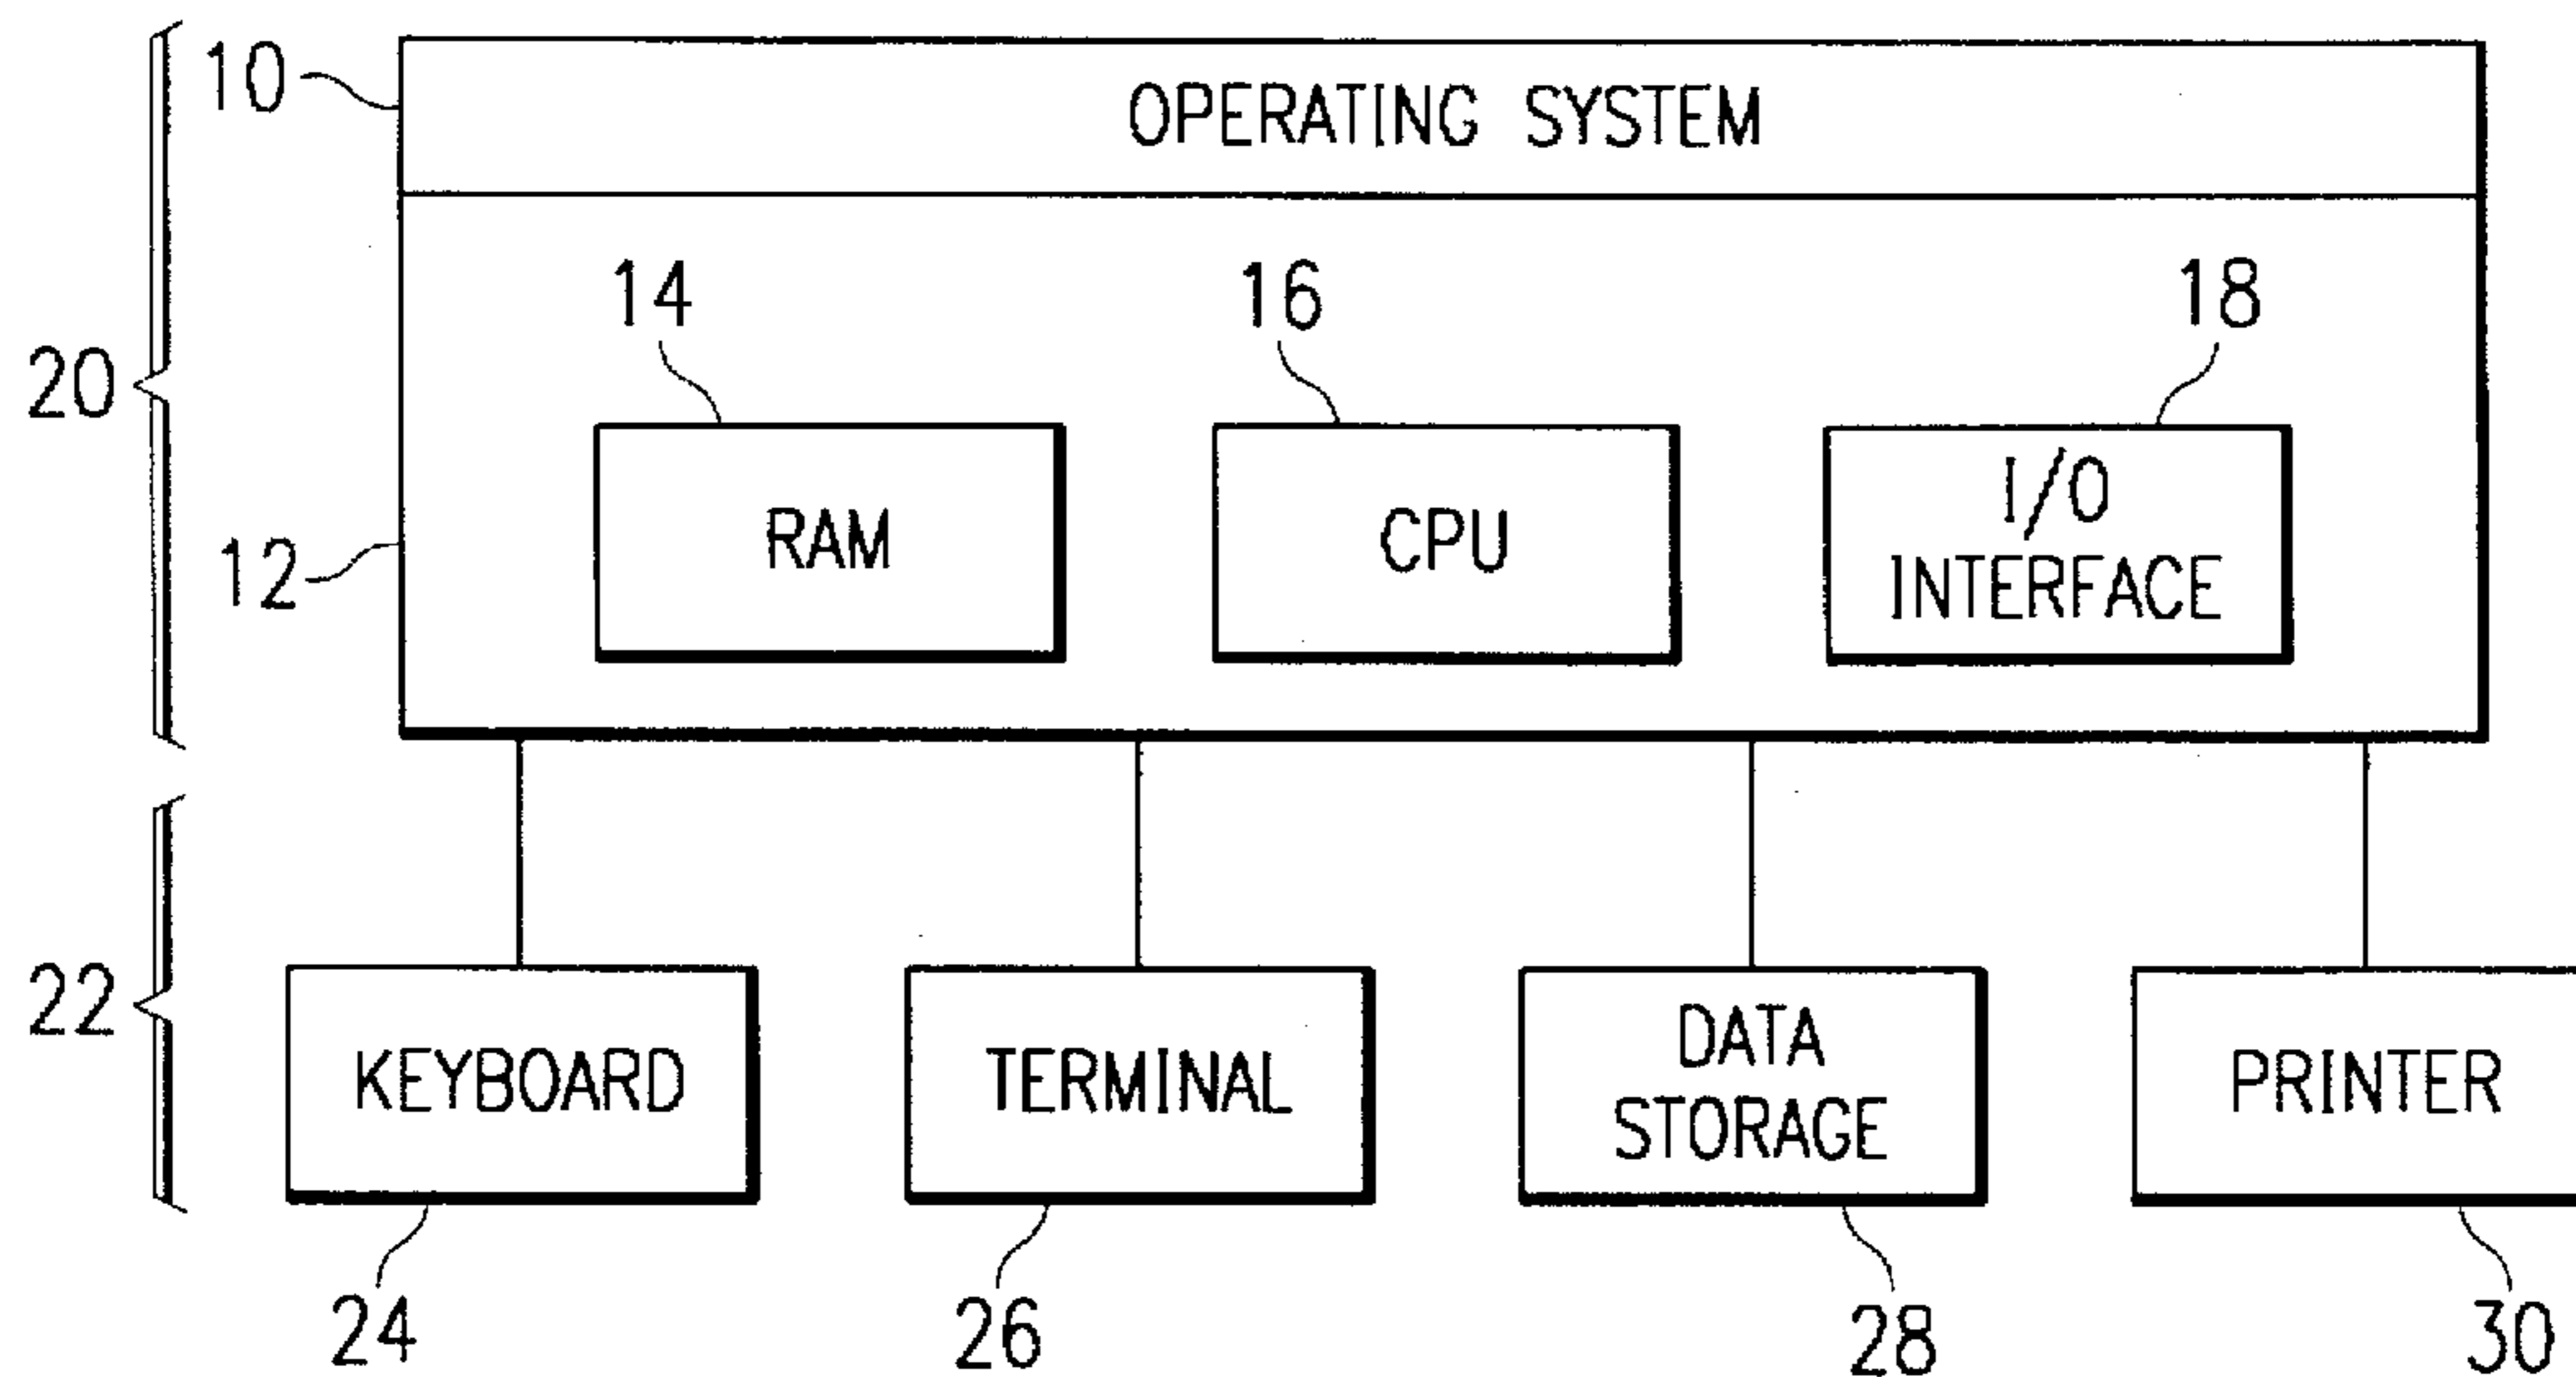 10
OPERATING SYSTEM
14
16
18
20
RAM
CPU
I/O
INTERFACE
12
22
KEYBOARD
TERMINAL
DATA
STORAGE
PRINTER
24
26
28
30